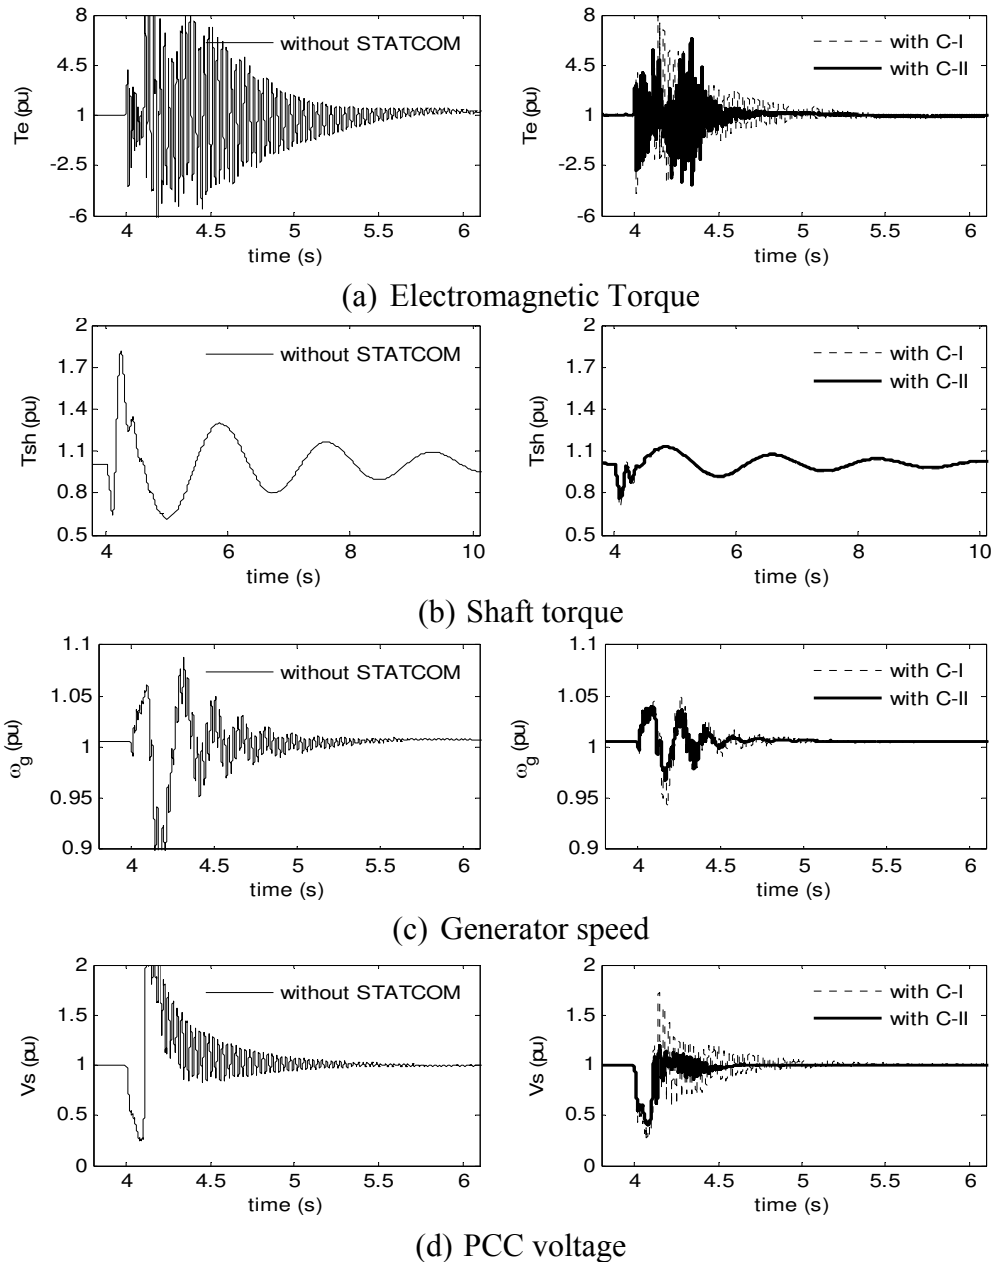 8
4.5
1
-2.5
-6
Te (pu)
without STATCOM
4 4.5 5 5.5 6
time (s)
8
4.5
1
-2.5
-6
Te (pu)
with C-I
with C-II
4 4.5 5 5.5 6
time (s)
(a) Electromagnetic Torque
2
1.7
1.4
1.1
0.8
0.5
Tsh (pu)
without STATCOM
4 6 8 10
time (s)
2
1.7
1.4
1.1
0.8
0.5
Tsh (pu)
with C-I
with C-II
4 6 8 10
time (s)
(b) Shaft torque
1.1
1.05
1
0.95
0.9
ωg (pu)
without STATCOM
4 4.5 5 5.5 6
time (s)
1.1
1.05
1
0.95
0.9
ωg (pu)
with C-I
with C-II
4 4.5 5 5.5 6
time (s)
(c) Generator speed
2
1.5
1
0.5
0
Vs (pu)
without STATCOM
4 4.5 5 5.5 6
time (s)
2
1.5
1
0.5
0
Vs (pu)
with C-I
with C-II
4 4.5 5 5.5 6
time (s)
(d) PCC voltage